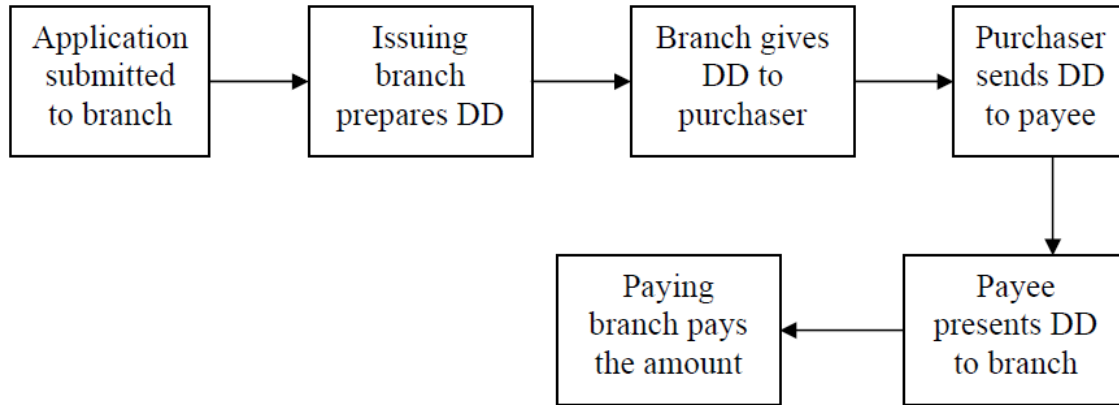 Application
submitted
to branch
Issuing
branch
prepares DD
Branch gives
DD to
purchaser
Purchaser
sends DD
to payee
Payee
presents DD
to branch
Paying
branch pays
the amount